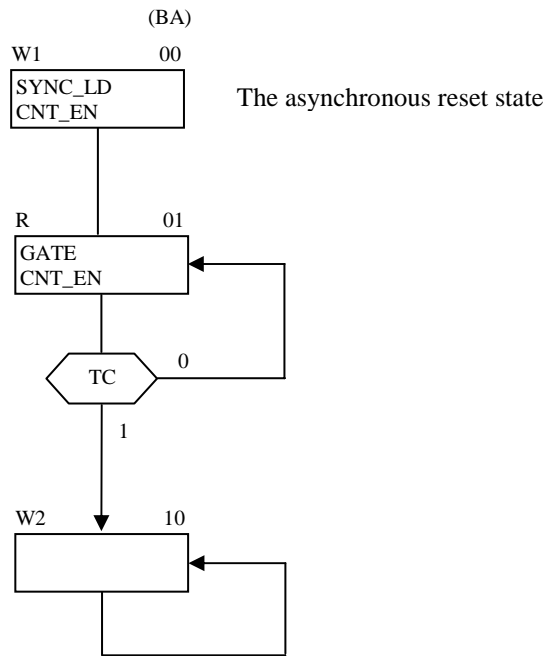 (BA)
W1 00
SYNC_LD
CNT_EN
The asynchronous reset state
R 01
GATE
CNT_EN
0
TC
1
W2 10